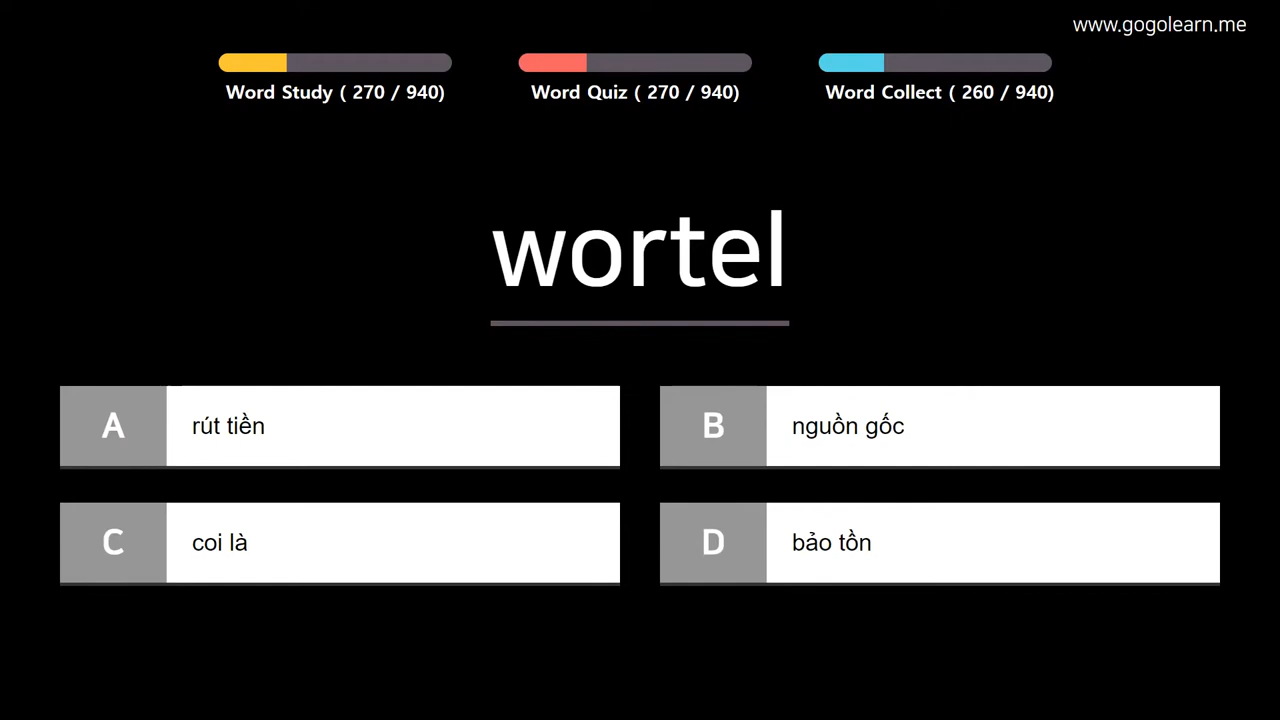 www.gogolearn.me
Word Study ( 270 / 940)
Word Quiz ( 270 / 940)
Word Collect ( 260 / 940)
wortel
A rút tiền
B nguồn gốc
C coi là
D bảo tồn